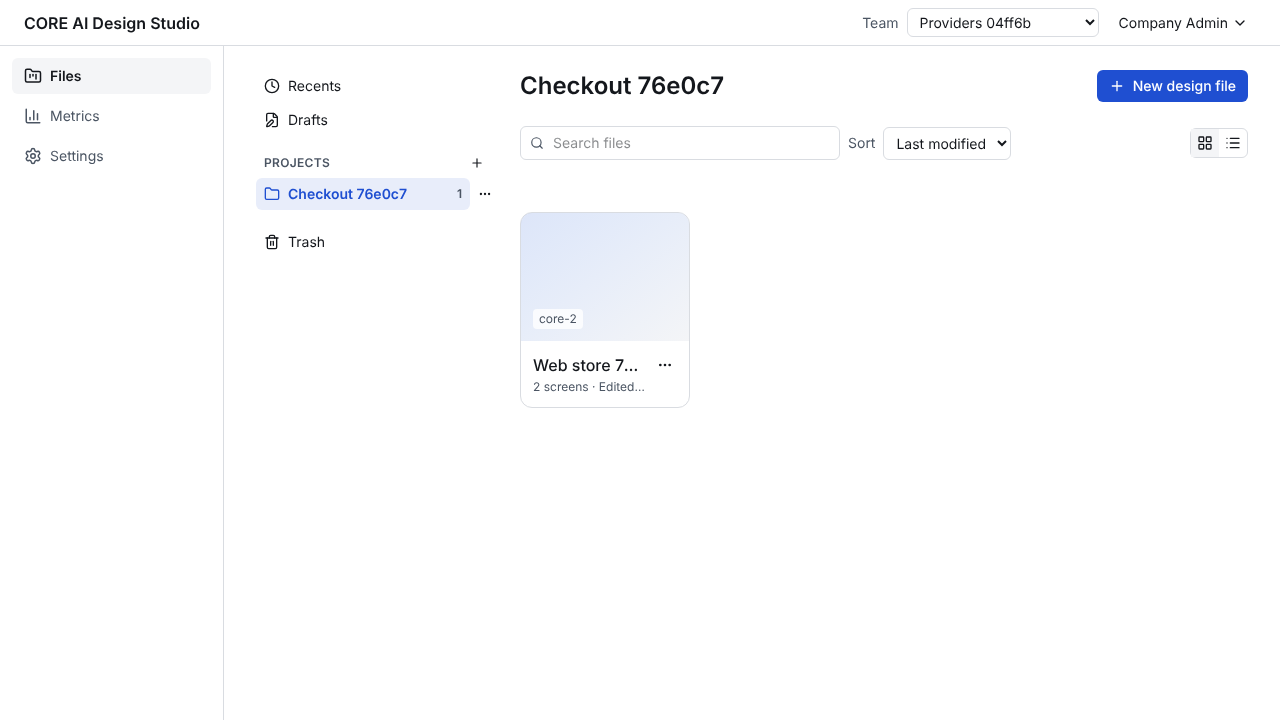 CORE AI Design Studio
Team
Providers 04ff6b
Company Admin
Files
Metrics
Settings
Recents
Drafts
PROJECTS
Checkout 76e0c7
1
Trash
Checkout 76e0c7
New design file
Search files
Sort
Last modified
core-2
Web store 7...
2 screens · Edited...